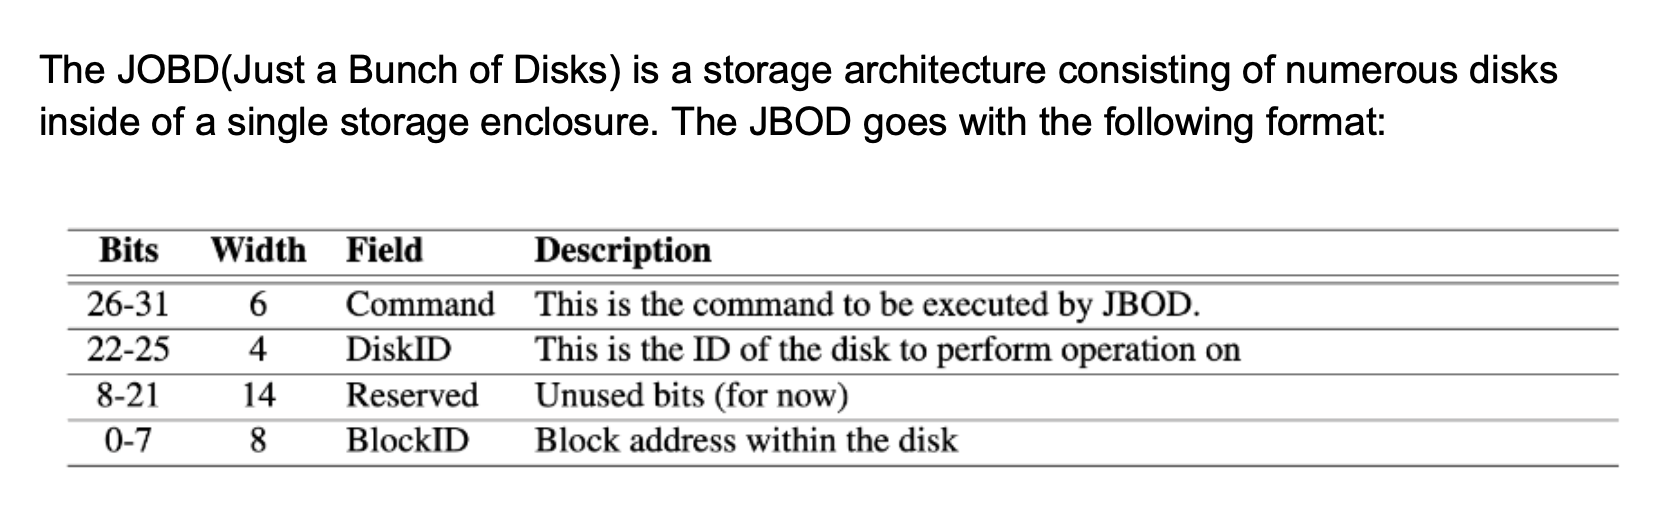 The JOBD(Just a Bunch of Disks) is a storage architecture consisting of numerous disks
inside of a single storage enclosure. The JBOD goes with the following format:
Bits Width Field Description
26-31 6 Command This is the command to be executed by JBOD.
22-25 4 DiskID This is the ID of the disk to perform operation on
8-21 14 Reserved Unused bits (for now)
0-7 8 BlockID Block address within the disk